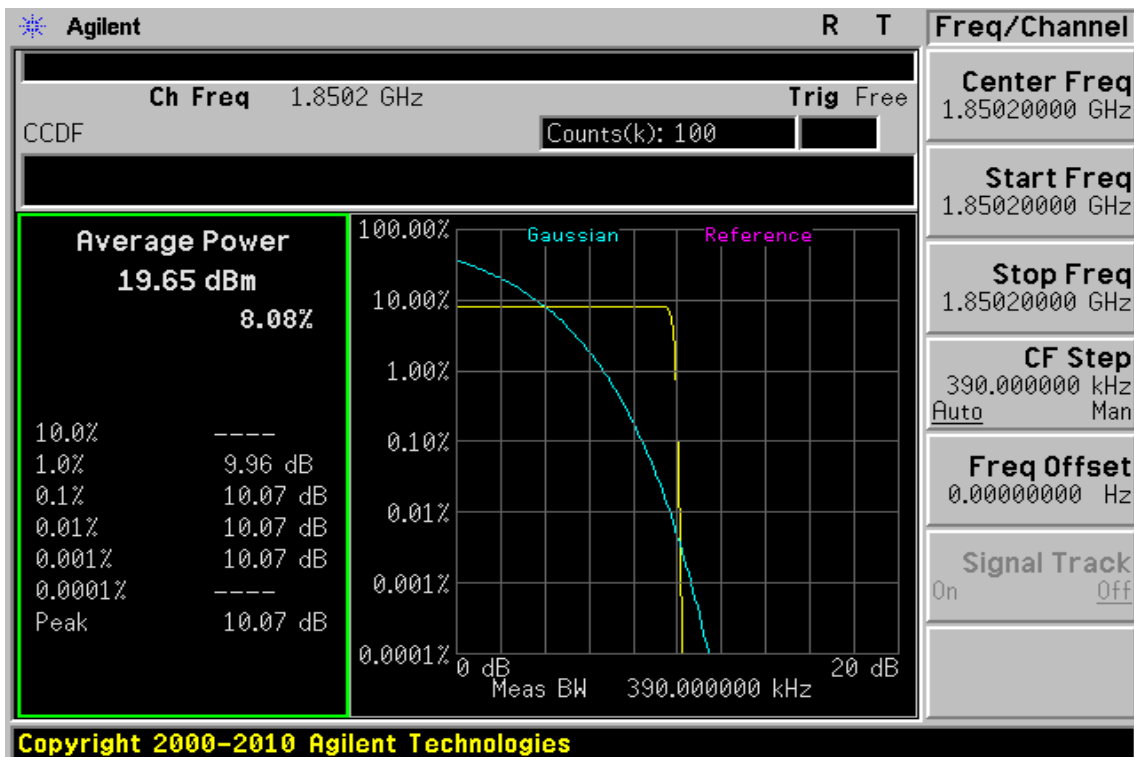 Agilent R T
Ch Freq 1.8502 GHz Trig Free
CCDF Counts(k): 100
Average Power
19.65 dBm
8.08%
10.0% ----
1.0% 9.96 dB
0.1% 10.07 dB
0.01% 10.07 dB
0.001% 10.07 dB
0.0001% ----
Peak 10.07 dB
Gaussian Reference
100.00%
10.00%
1.00%
0.10%
0.01%
0.001%
0.0001%
0 dB 20 dB
Meas BW 390.000000 kHz
Freq/Channel
Center Freq
1.85020000 GHz
Start Freq
1.85020000 GHz
Stop Freq
1.85020000 GHz
CF Step
390.000000 kHz
Auto Man
Freq Offset
0.00000000 Hz
Signal Track
On Off
Copyright 2000-2010 Agilent Technologies